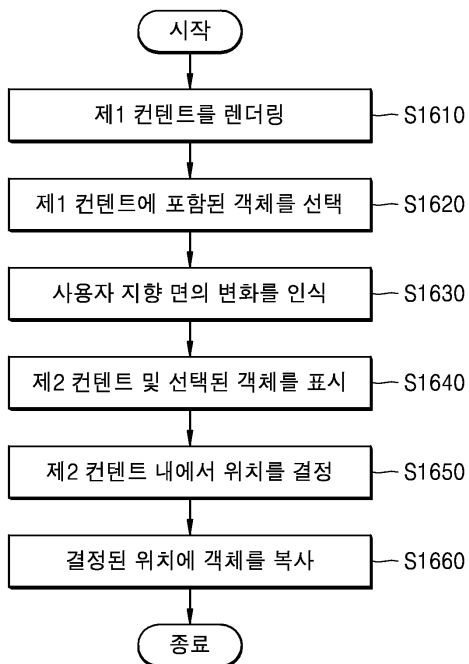 시작
제1 컨텐트를 렌더링
S1610
제1 컨텐트에 포함된 객체를 선택
S1620
사용자 지향 면의 변화를 인식
S1630
제2 컨텐트 및 선택된 객체를 표시
S1640
제2 컨텐트 내에서 위치를 결정
S1650
결정된 위치에 객체를 복사
S1660
종료